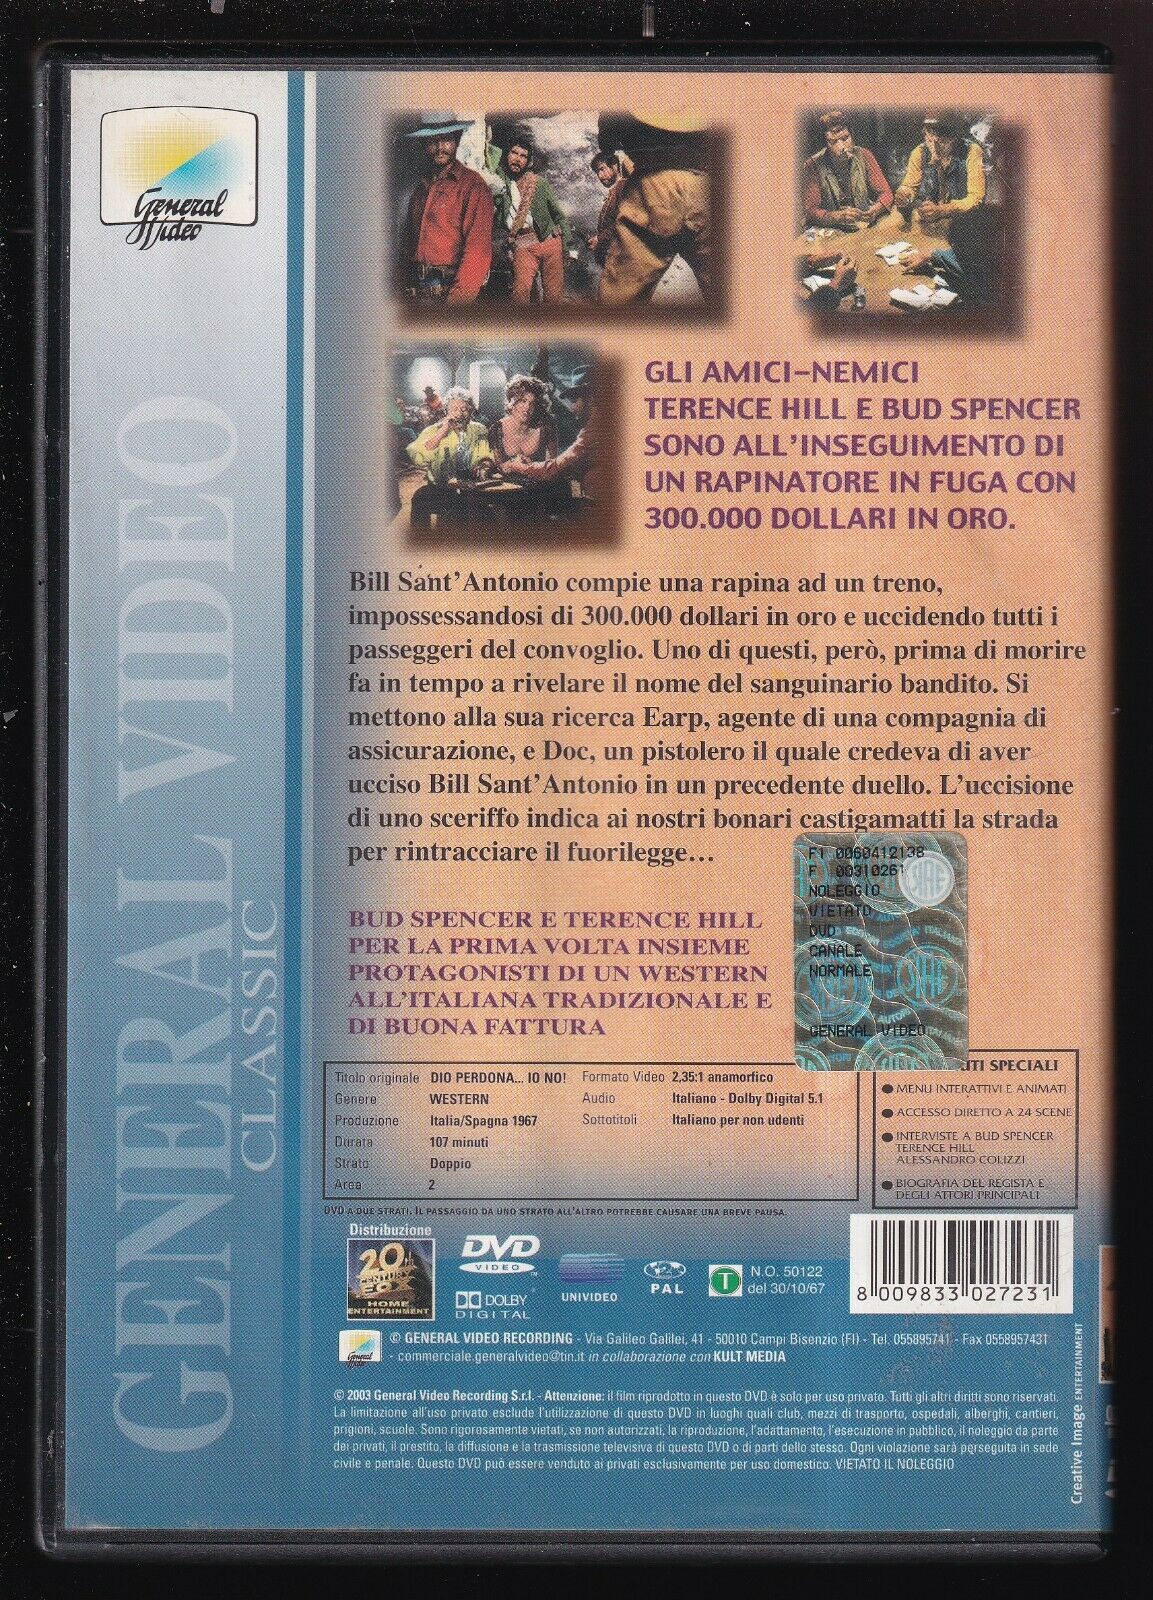 General
Video
GENERAL VIDEO
CLASSIC
GLI AMICI-NEMICI
TERENCE HILL E BUD SPENCER
SONO ALL'INSEGUIMENTO DI
UN RAPINATORE IN FUGA CON
300.000 DOLLARI IN ORO.
Bill Sant'Antonio compie una rapina ad un treno,
impossessandosi di 300.000 dollari in oro e uccidendo tutti i
passeggeri del convoglio. Uno di questi, però, prima di morire
fa in tempo a rivelare il nome del sanguinario bandito. Si
mettono alla sua ricerca Earp, agente di una compagnia di
assicurazione, e Doc, un pistolero il quale credeva di aver
ucciso Bill Sant'Antonio in un precedente duello. L'uccisione
di uno sceriffo indica ai nostri bonari castigamatti la strada
per rintracciare il fuorilegge...
BUD SPENCER E TERENCE HILL
PER LA PRIMA VOLTA INSIEME
PROTAGONISTI DI UN WESTERN
ALL'ITALIANA TRADIZIONALE E
DI BUONA FATTURA
FI 0060412138
F 00310261
NOLEGGIO
VIETATO
DVD
CANALE
NORMALE
GENERAL VIDEO
SIAE
Titolo originale DIO PERDONA... IO NO!
Genere WESTERN
Produzione Italia/Spagna 1967
Durata 107 minuti
Strato Doppio
Area 2
Formato Video 2,35:1 anamorfico
Audio Italiano - Dolby Digital 5.1
Sottotitoli Italiano per non udenti
SPECIALI
● MENU INTERATTIVI E ANIMATI
● ACCESSO DIRETTO A 24 SCENE
● INTERVISTE A BUD SPENCER
TERENCE HILL
ALESSANDRO COLIZZI
● BIOGRAFIA DEL REGISTA E
DEGLI ATTORI PRINCIPALI
DVD A DUE STRATI. IL PASSAGGIO DA UNO STRATO ALL'ALTRO POTREBBE CAUSARE UNA BREVE PAUSA.
Distribuzione
20th
CENTURY
FOX
HOME
ENTERTAINMENT
DVD
VIDEO
TM
DOLBY
DIGITAL
UNIVIDEO
2
PAL
T
N.O. 50122
del 30/10/67
8 009833 027231
General
Video
© GENERAL VIDEO RECORDING - Via Galileo Galilei, 41 - 50010 Campi Bisenzio (FI) - Tel. 055895741 - Fax 0558957431
- commerciale.generalvideo@tin.it in collaborazione con KULT MEDIA
© 2003 General Video Recording S.r.l. - Attenzione: il film riprodotto in questo DVD è solo per uso privato. Tutti gli altri diritti sono riservati.
La limitazione all'uso privato esclude l'utilizzazione di questo DVD in luoghi quali club, mezzi di trasporto, ospedali, alberghi, cantieri,
prigioni, scuole. Sono rigorosamente vietati, se non autorizzati, la riproduzione, l'adattamento, l'esecuzione in pubblico, il noleggio da parte
dei privati, il prestito, la diffusione e la trasmissione televisiva di questo DVD o di parti dello stesso. Ogni violazione sarà perseguita in sede
civile e penale. Questo DVD può essere venduto ai privati esclusivamente per uso domestico. VIETATO IL NOLEGGIO
Creative Image ENTERTAINMENT